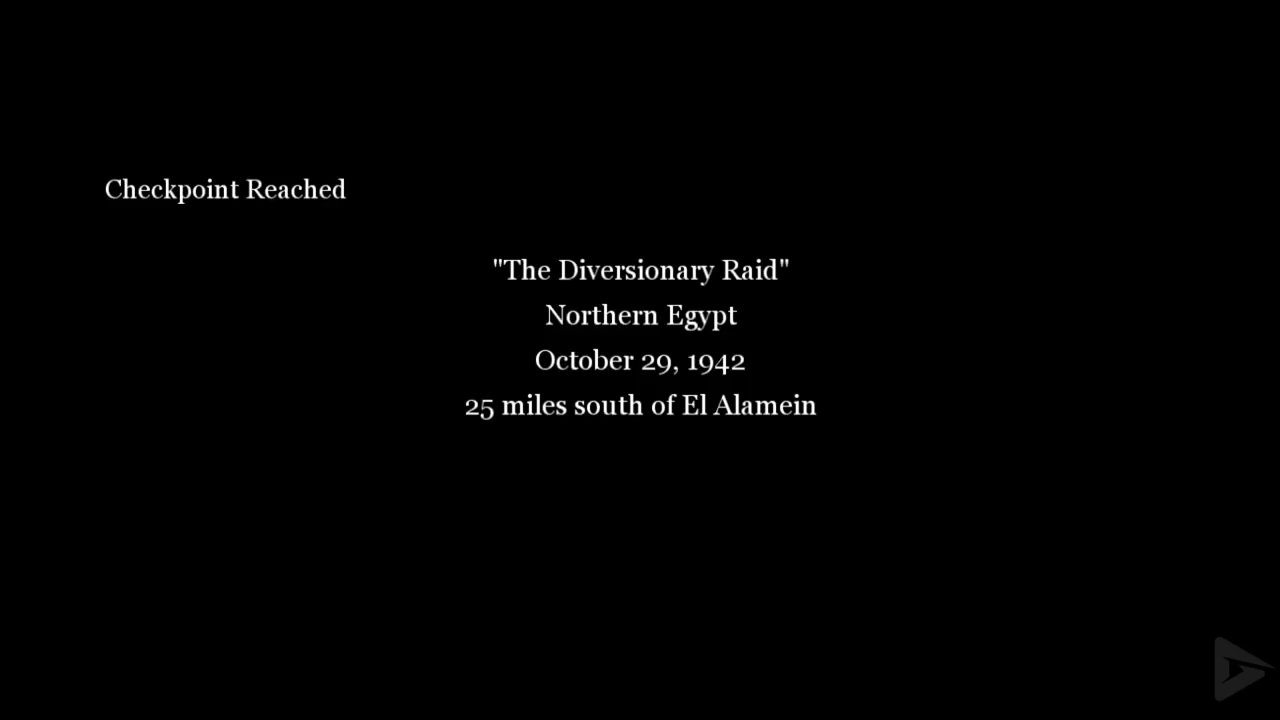 Checkpoint Reached
"The Diversionary Raid"
Northern Egypt
October 29, 1942
25 miles south of El Alamein